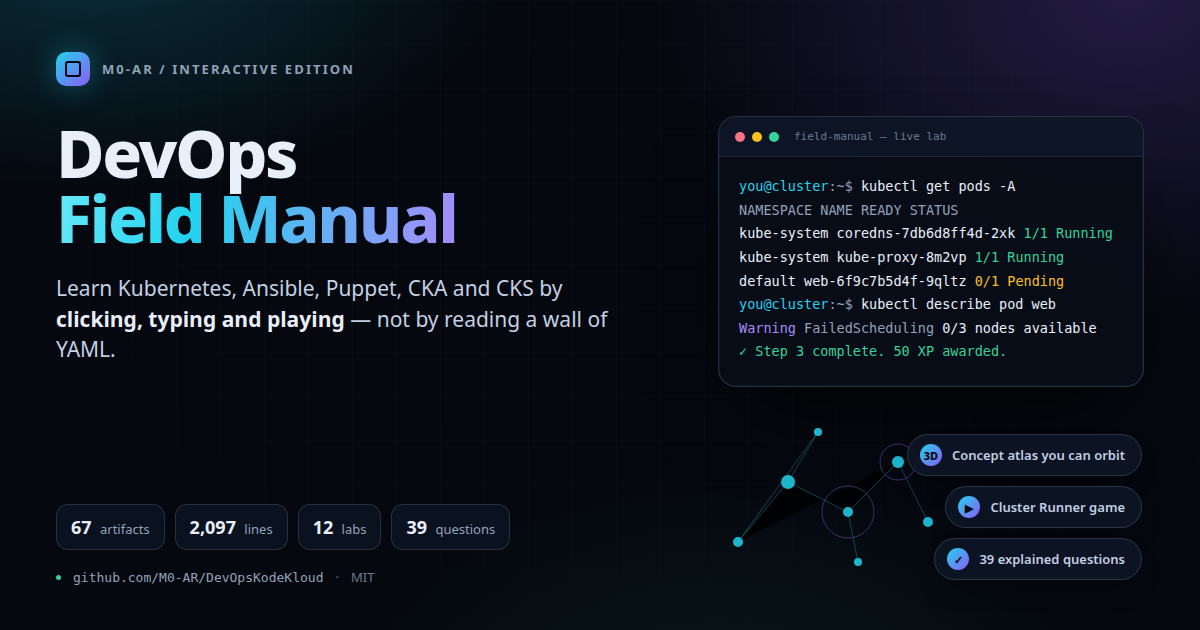 M0-AR / INTERACTIVE EDITION
DevOps
Field Manual
Learn Kubernetes, Ansible, Puppet, CKA and CKS by
clicking, typing and playing — not by reading a wall of
YAML.
67 artifacts
2,097 lines
12 labs
39 questions
github.com/M0-AR/DevOpsKodeKloud · MIT
field-manual — live lab
you@cluster:~$ kubectl get pods -A
NAMESPACE NAME READY STATUS
kube-system coredns-7db6d8ff4d-2xk 1/1 Running
kube-system kube-proxy-8m2vp 1/1 Running
default web-6f9c7b5d4f-9qltz 0/1 Pending
you@cluster:~$ kubectl describe pod web
Warning FailedScheduling 0/3 nodes available
✓ Step 3 complete. 50 XP awarded.
3D Concept atlas you can orbit
▶ Cluster Runner game
✓ 39 explained questions